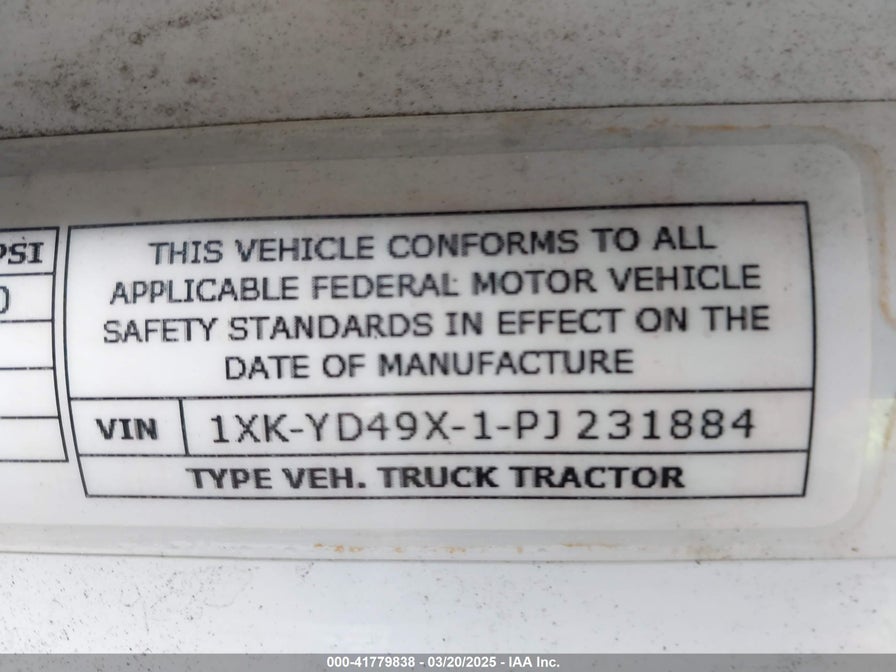 PSI
0
THIS VEHICLE CONFORMS TO ALL
APPLICABLE FEDERAL MOTOR VEHICLE
SAFETY STANDARDS IN EFFECT ON THE
DATE OF MANUFACTURE
VIN 1XK-YD49X-1-PJ231884
TYPE VEH. TRUCK TRACTOR
000-41779838 - 03/20/2025 - IAA Inc.